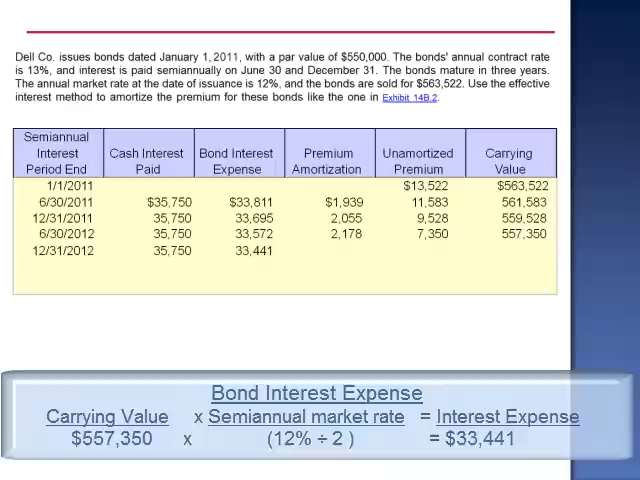 Dell Co. issues bonds dated January 1, 2011, with a par value of $550,000. The bonds' annual contract rate
is 13%, and interest is paid semiannually on June 30 and December 31. The bonds mature in three years.
The annual market rate at the date of issuance is 12%, and the bonds are sold for $563,522. Use the effective
interest method to amortize the premium for these bonds like the one in Exhibit 14B.2.
Semiannual
Interest Cash Interest Bond Interest Premium Unamortized Carrying
Period End Paid Expense Amortization Premium Value
1/1/2011 $13,522 $563,522
6/30/2011 $35,750 $33,811 $1,939 11,583 561,583
12/31/2011 35,750 33,695 2,055 9,528 559,528
6/30/2012 35,750 33,572 2,178 7,350 557,350
12/31/2012 35,750 33,441
Bond Interest Expense
Carrying Value x Semiannual market rate = Interest Expense
$557,350 x (12% ÷ 2 ) = $33,441